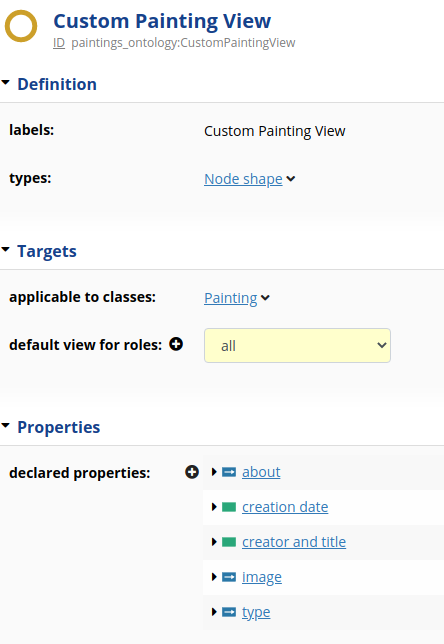 Custom Painting View
ID paintings_ontology:CustomPaintingView
Definition
labels: Custom Painting View
types: Node shape
Targets
applicable to classes: Painting
default view for roles: all
Properties
declared properties: about
creation date
creator and title
image
type